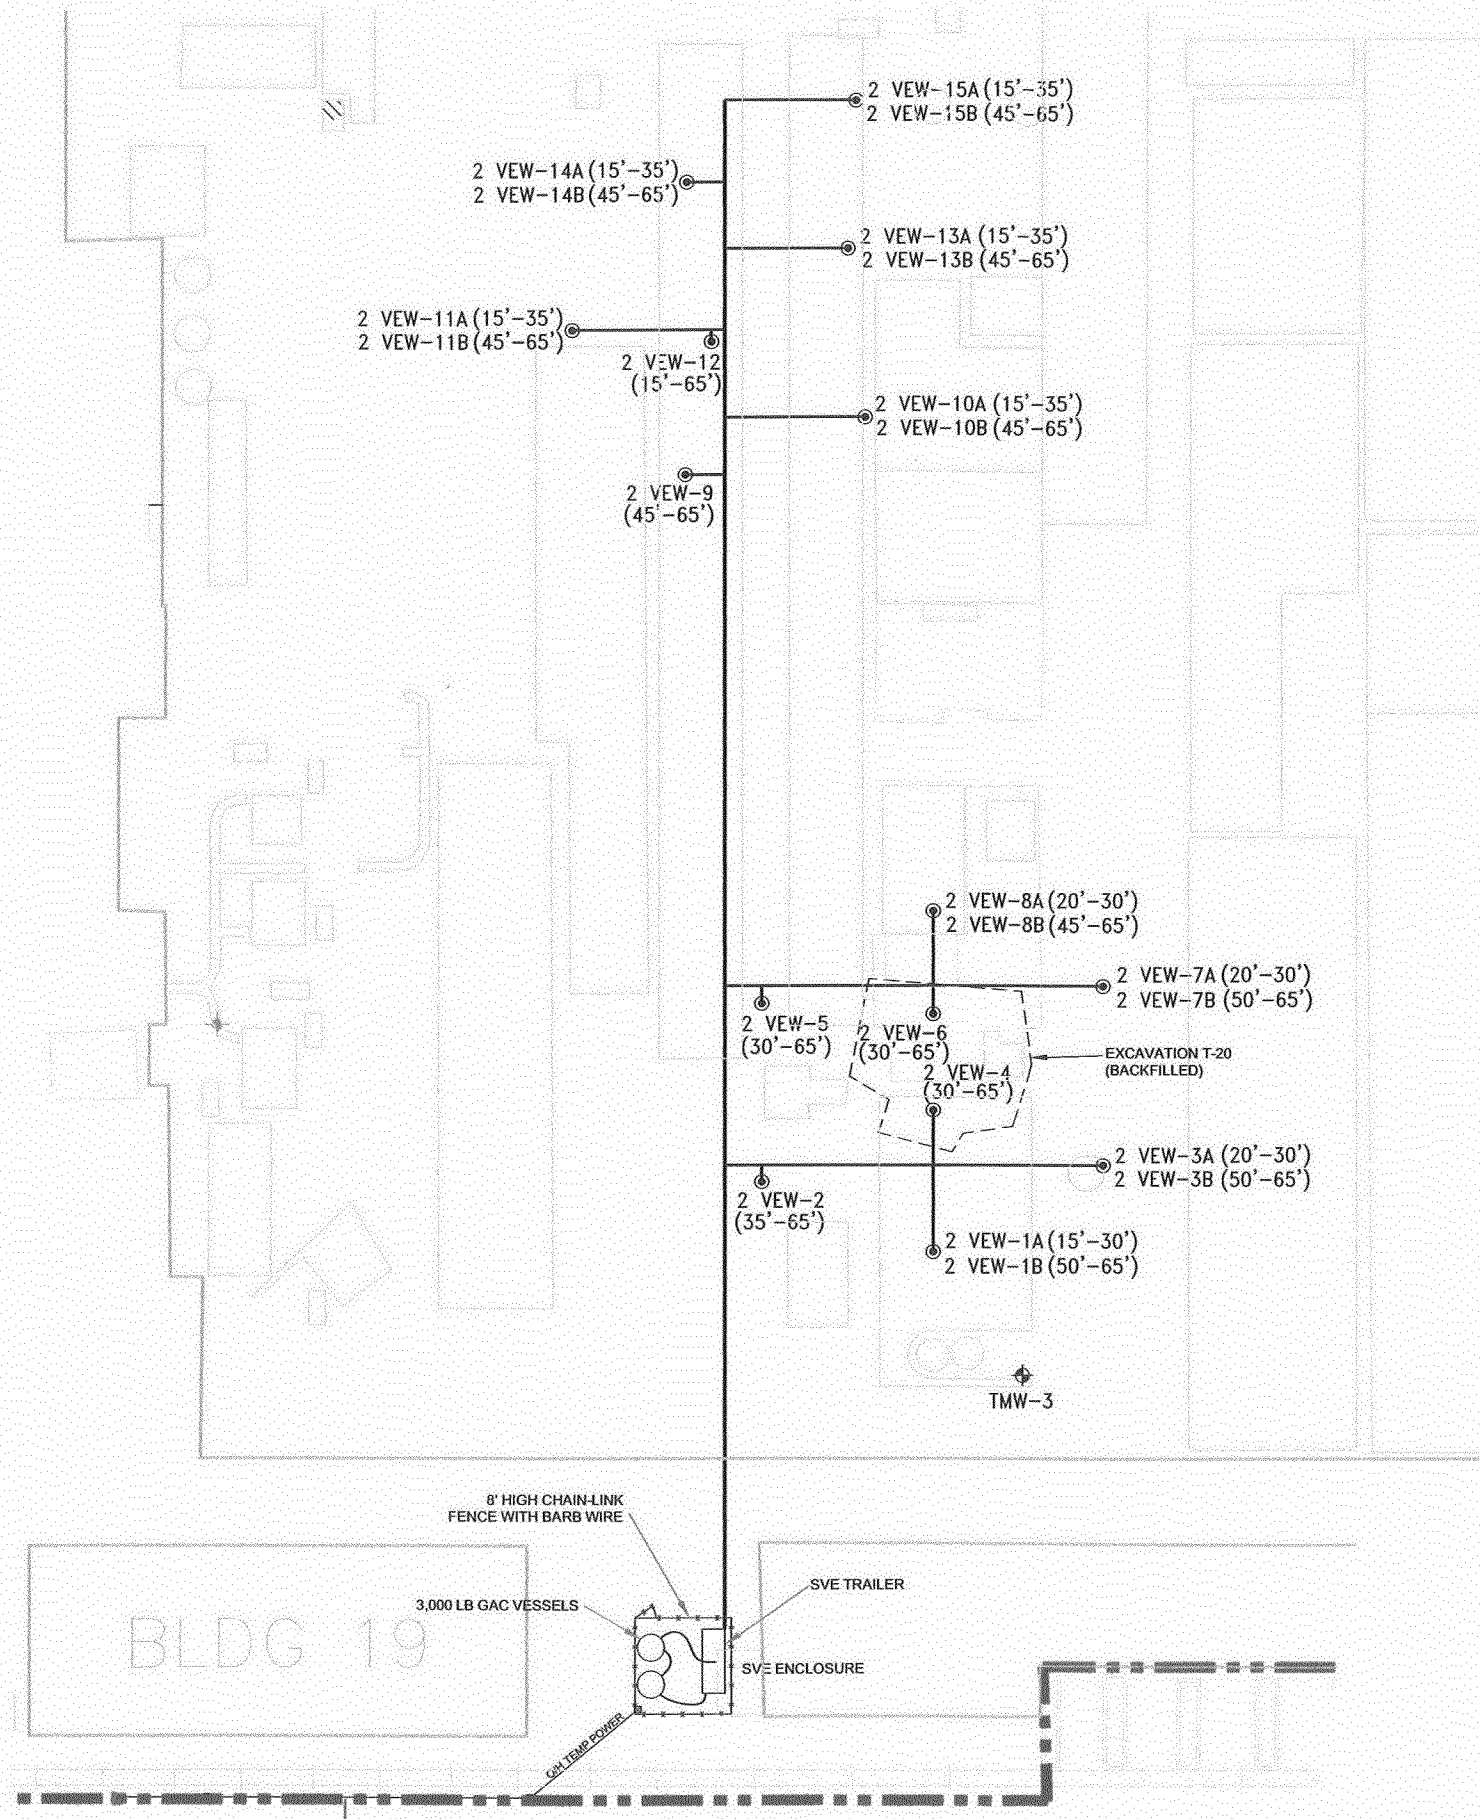 2 VEW-15A (15'-35')
2 VEW-15B (45'-65')
2 VEW-14A (15'-35')
2 VEW-14B (45'-65')
2 VEW-13A (15'-35')
2 VEW-13B (45'-65')
2 VEW-11A (15'-35')
2 VEW-11B (45'-65')
2 VEW-12
(15'-65')
2 VEW-10A (15'-35')
2 VEW-10B (45'-65')
2 VEW-9
(45'-65')
2 VEW-8A (20'-30')
2 VEW-8B (45'-65')
2 VEW-7A (20'-30')
2 VEW-7B (50'-65')
2 VEW-5
(30'-65')
2 VEW-6
(30'-65')
EXCAVATION T-20
(BACKFILLED)
2 VEW-4
(30'-65')
2 VEW-3A (20'-30')
2 VEW-3B (50'-65')
2 VEW-2
(35'-65')
2 VEW-1A (15'-30')
2 VEW-1B (50'-65')
TMW-3
8' HIGH CHAIN-LINK
FENCE WITH BARB WIRE
SVE TRAILER
3,000 LB GAC VESSELS
BLDG 19
SVE ENCLOSURE
O/H TEMP POWER